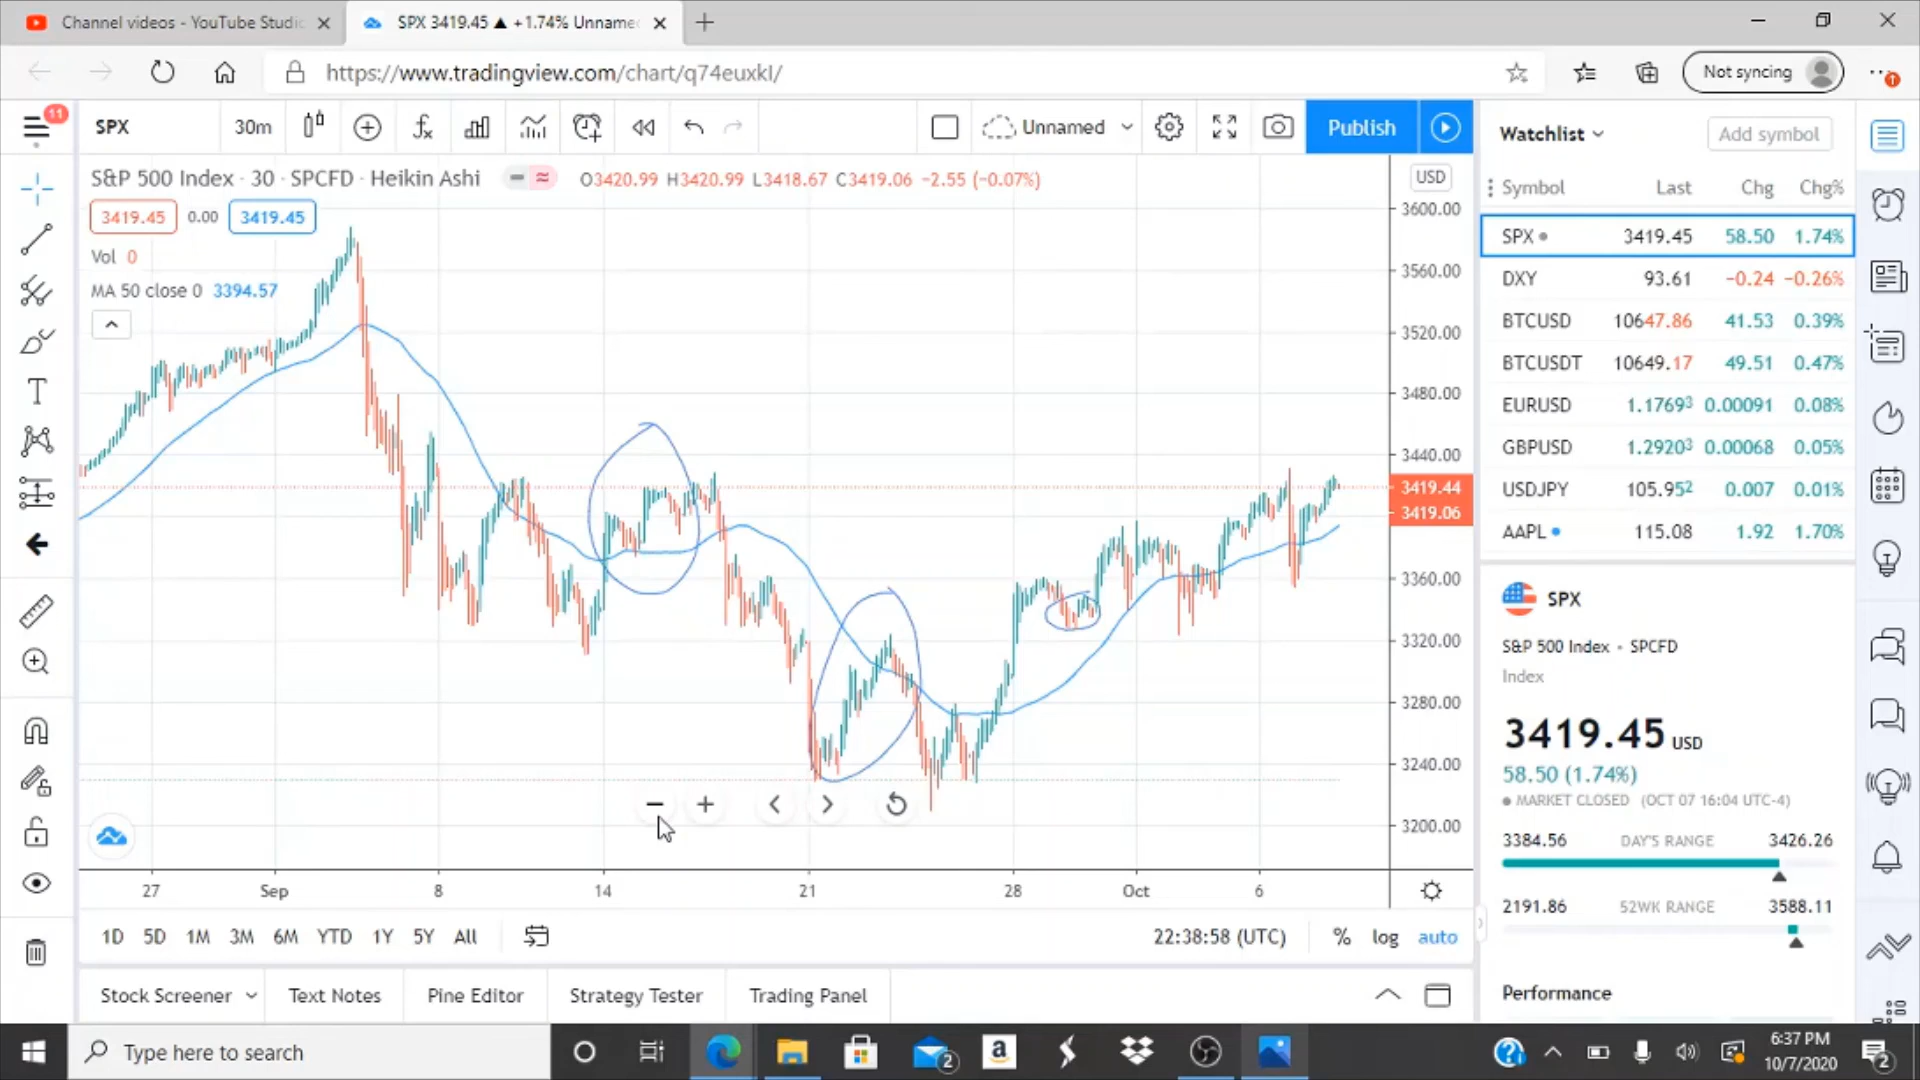 Channel videos - YouTube Studio
SPX 3419.45 ▲ +1.74% Unname
https://www.tradingview.com/chart/q74euxkI/
Not syncing
11
SPX
30m
Unnamed
Publish
S&P 500 Index · 30 · SPCFD · Heikin Ashi
O3420.99 H3420.99 L3418.67 C3419.06 −2.55 (−0.07%)
3419.45 0.00 3419.45
Vol 0
MA 50 close 0 3394.57
USD
3600.00
3560.00
3520.00
3480.00
3440.00
3419.44
3419.06
3360.00
3320.00
3280.00
3240.00
3200.00
27 Sep 8 14 21 28 Oct 6
1D 5D 1M 3M 6M YTD 1Y 5Y All
22:38:58 (UTC) % log auto
Stock Screener Text Notes Pine Editor Strategy Tester Trading Panel
Watchlist
Add symbol
Symbol Last Chg Chg%
SPX 3419.45 58.50 1.74%
DXY 93.61 −0.24 −0.26%
BTCUSD 10647.86 41.53 0.39%
BTCUSDT 10649.17 49.51 0.47%
EURUSD 1.17693 0.00091 0.08%
GBPUSD 1.29203 0.00068 0.05%
USDJPY 105.952 0.007 0.01%
AAPL 115.08 1.92 1.70%
SPX
S&P 500 Index • SPCFD
Index
3419.45 USD
58.50 (1.74%)
MARKET CLOSED (OCT 07 16:04 UTC-4)
3384.56 DAY'S RANGE 3426.26
2191.86 52WK RANGE 3588.11
Performance
Type here to search
2
6:37 PM
10/7/2020
2